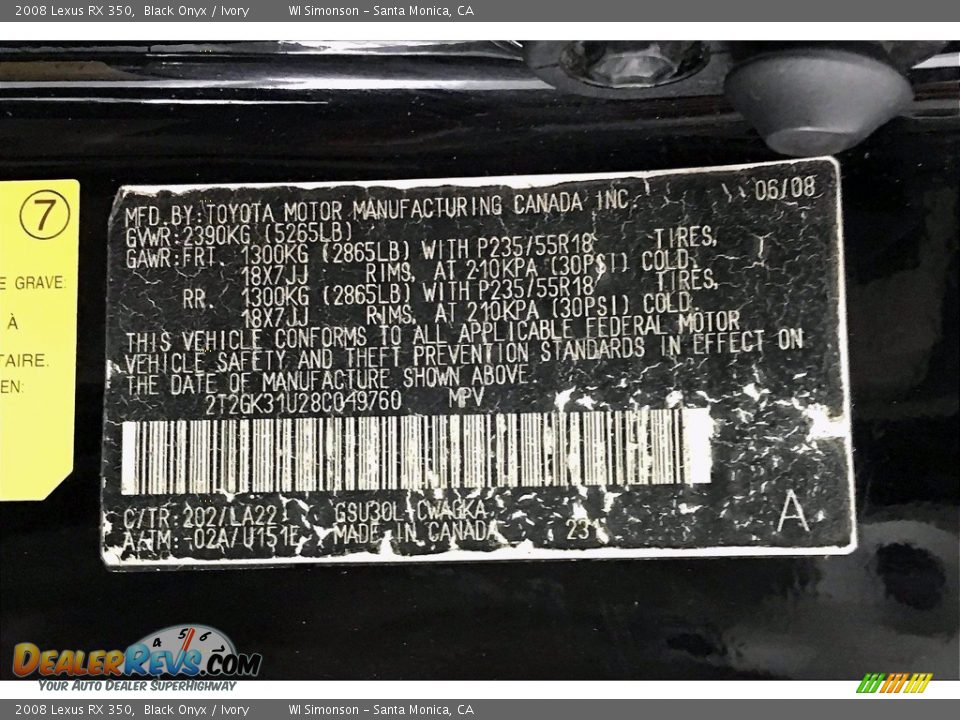 2008 Lexus RX 350, Black Onyx / Ivory WI Simonson - Santa Monica, CA
7
E GRAVE:
À
TAIRE.
EN:
06/08
MFD. BY: TOYOTA MOTOR MANUFACTURING CANADA INC.
GVWR: 2390KG (5265LB)
GAWR: FRT. 1300KG (2865LB) WITH P235/55R18 TIRES,
18X7JJ RIMS, AT 210KPA (30PSI) COLD.
RR. 1300KG (2865LB) WITH P235/55R18 TIRES,
18X7JJ RIMS, AT 210KPA (30PSI) COLD.
THIS VEHICLE CONFORMS TO ALL APPLICABLE FEDERAL MOTOR
VEHICLE SAFETY AND THEFT PREVENTION STANDARDS IN EFFECT ON
THE DATE OF MANUFACTURE SHOWN ABOVE.
2T2GK31U28C049760 MPV
C/TR: 202/LA22 GSU30L-CWAGKA
A/TM: -02A/U151E MADE IN CANADA 231
A
4 5 6 7
DEALERREVS.COM
YOUR AUTO DEALER SUPERHIGHWAY
2008 Lexus RX 350, Black Onyx / Ivory WI Simonson - Santa Monica, CA